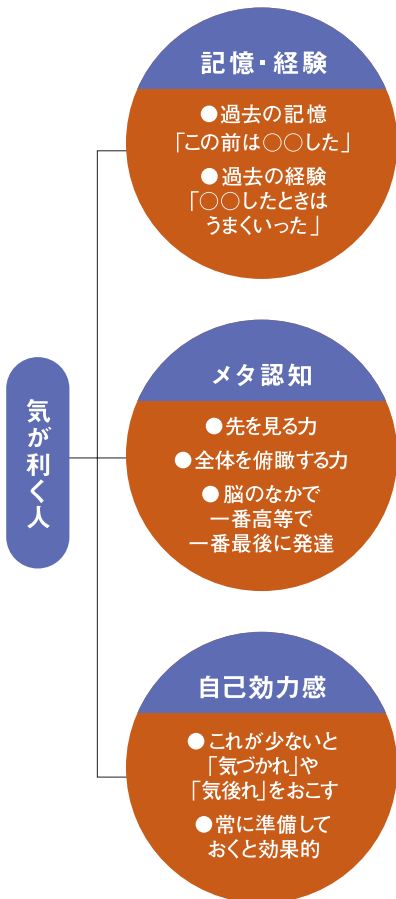 気が利く人
記憶・経験
●過去の記憶
「この前は○○した」
●過去の経験
「○○したときは
うまくいった」
メタ認知
●先を見る力
●全体を俯瞰する力
●脳のなかで
一番高等で
一番最後に発達
自己効力感
●これが少ないと
「気づかれ」や
「気後れ」をおこす
●常に準備して
おくと効果的